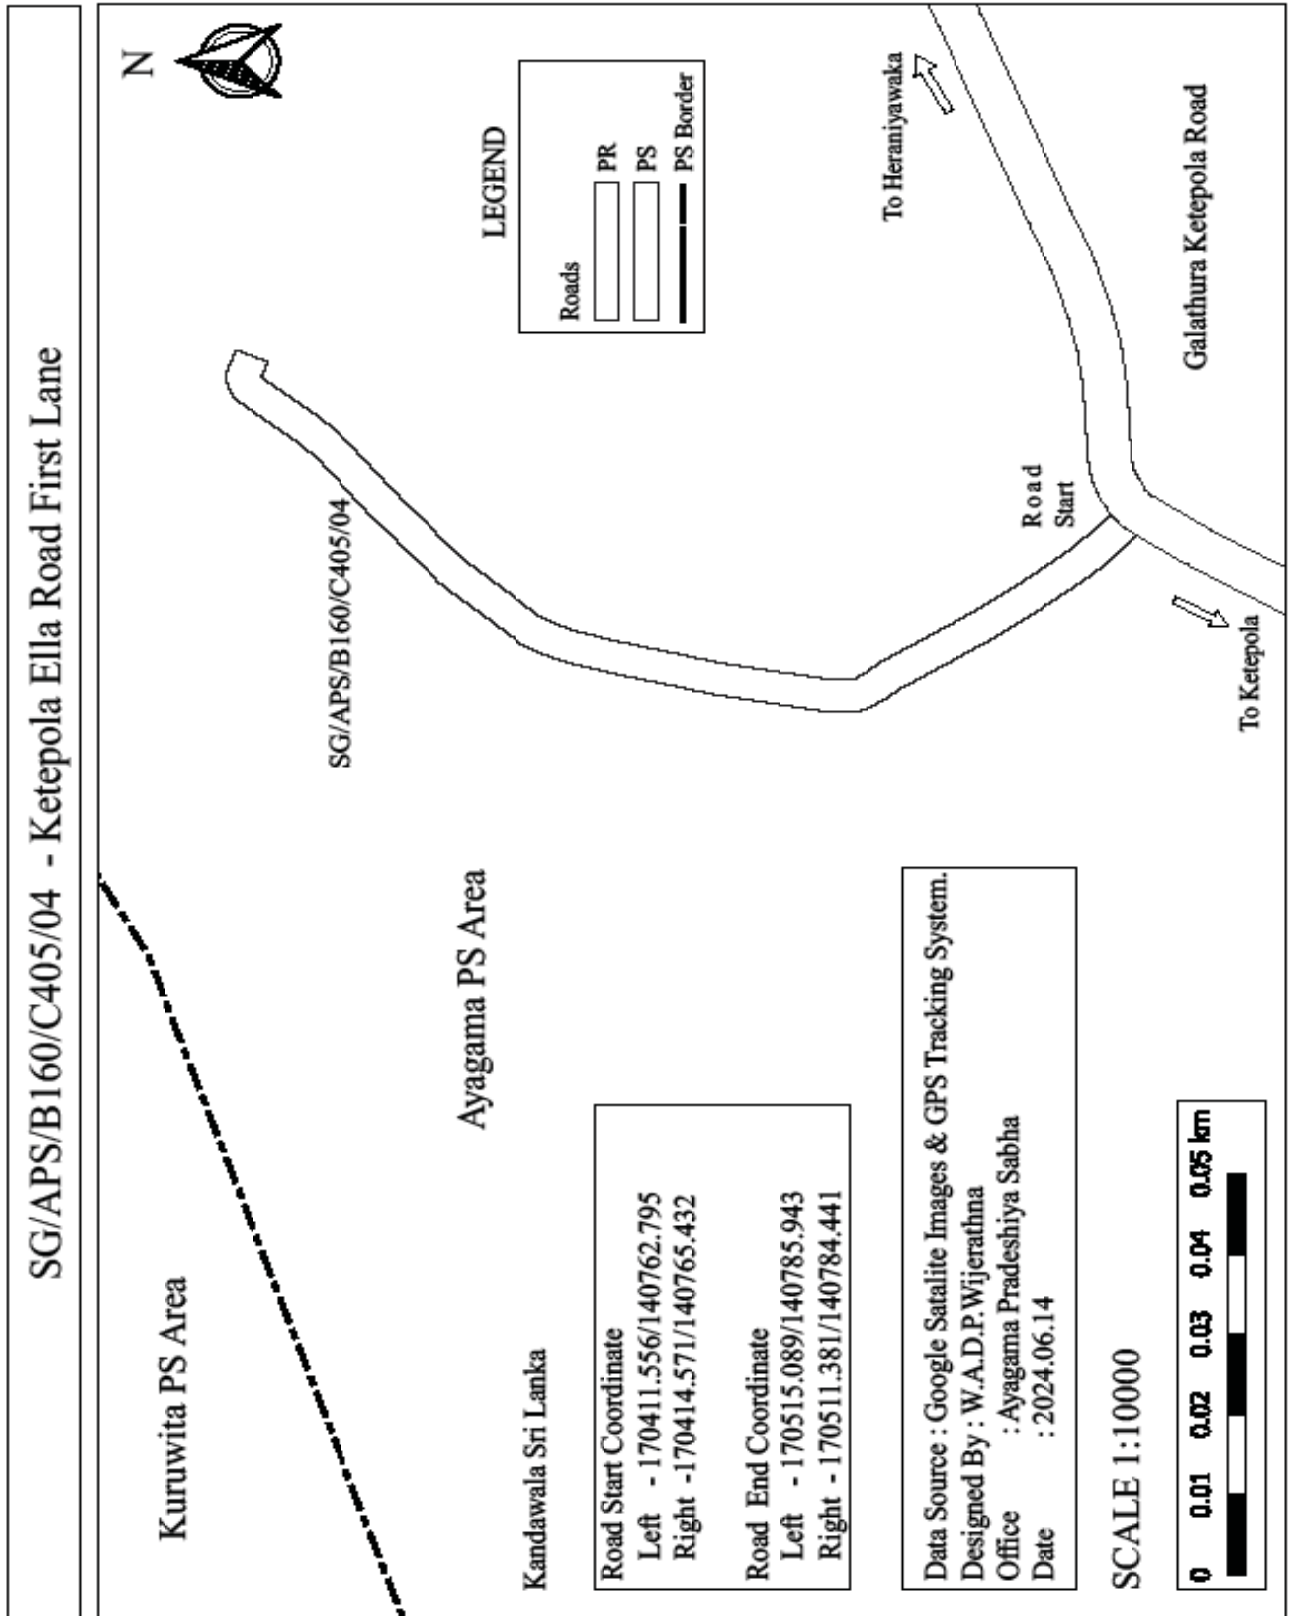 SG/APS/B160/C405/04 - Ketepola Ella Road First Lane
N
Kuruwita PS Area
SG/APS/B160/C405/04
Ayagama PS Area
LEGEND
Roads
PR
PS
PS Border
Kandawala Sri Lanka
Road Start Coordinate
Left - 170411.556/140762.795
Right -170414.571/140765.432
Road End Coordinate
Left - 170515.089/140785.943
Right - 170511.381/140784.441
To Heraniyawaka
Road
Start
Galathura Ketepola Road
To Ketepola
Data Source : Google Satalite Images & GPS Tracking System.
Designed By : W.A.D.P.Wijerathna
Office : Ayagama Pradeshiya Sabha
Date : 2024.06.14
SCALE 1:10000
0 0.01 0.02 0.03 0.04 0.05 km